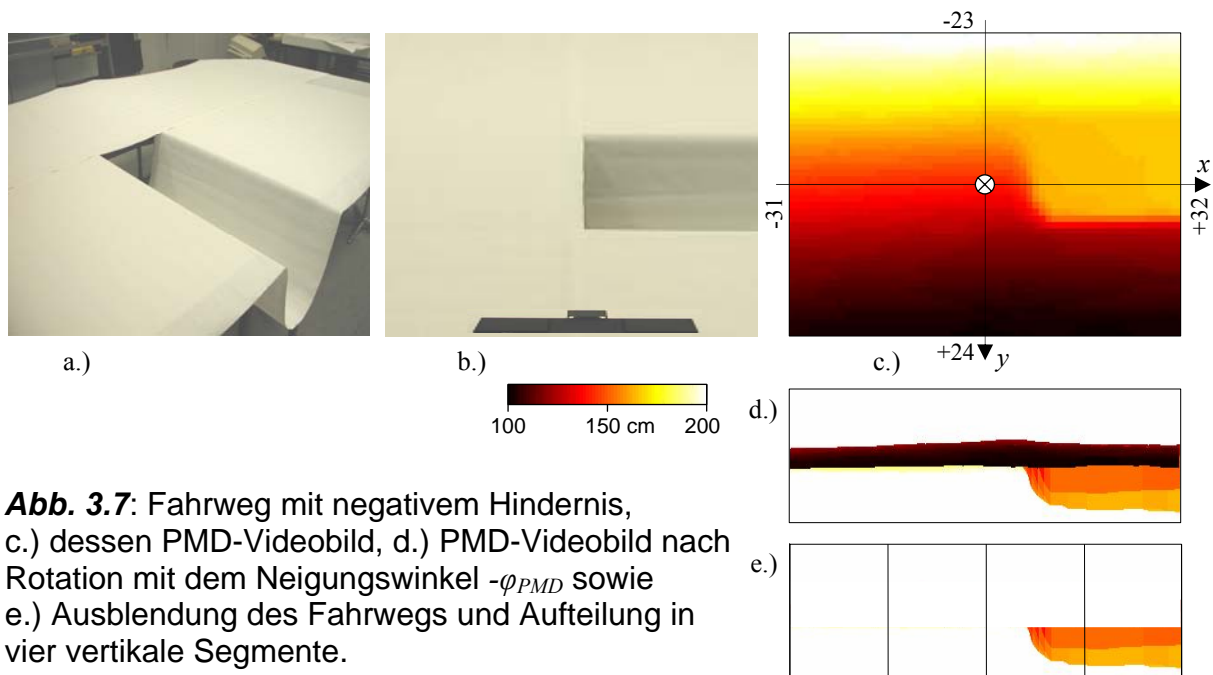 -23
x
-31
+32
+24 y
a.)
b.)
c.)
100 150 cm 200
d.)
e.)
Abb. 3.7: Fahrweg mit negativem Hindernis,
c.) dessen PMD-Videobild, d.) PMD-Videobild nach
Rotation mit dem Neigungswinkel -φPMD sowie
e.) Ausblendung des Fahrwegs und Aufteilung in
vier vertikale Segmente.